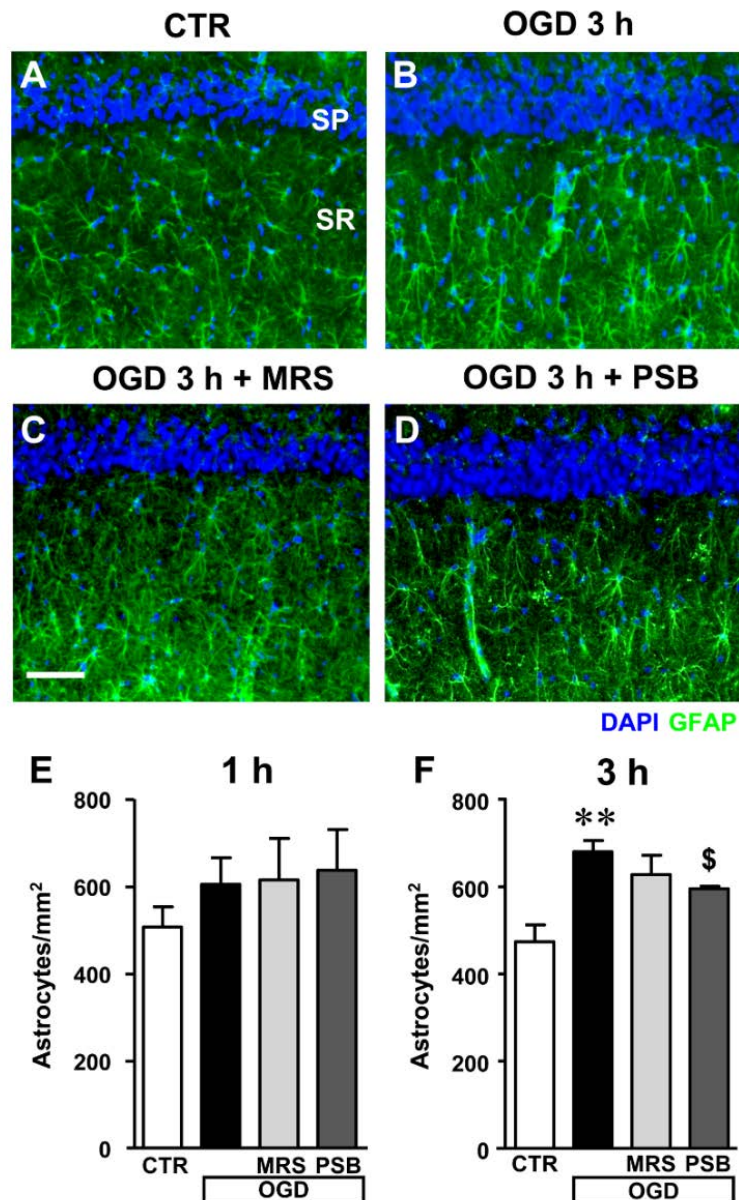 CTR
OGD 3 h
A
B
SP
SR
OGD 3 h + MRS
OGD 3 h + PSB
C
D
DAPI GFAP
E
1 h
F
3 h
800
600
400
200
0
Astrocytes/mm²
CTR
MRS
PSB
OGD
800
600
400
200
0
Astrocytes/mm²
**
$
CTR
MRS
PSB
OGD